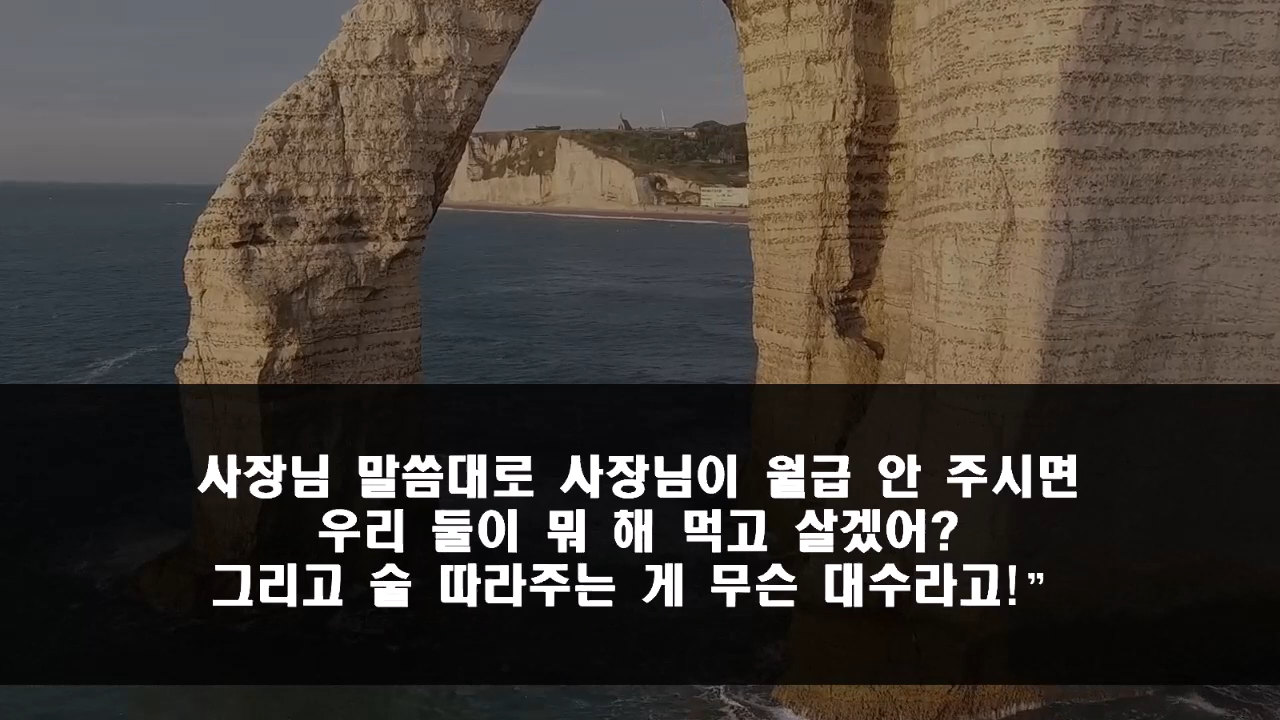 사장님 말씀대로 사장님이 월급 안 주시면
우리 둘이 뭐 해 먹고 살겠어?
그리고 술 따라주는 게 무슨 대수라고!”